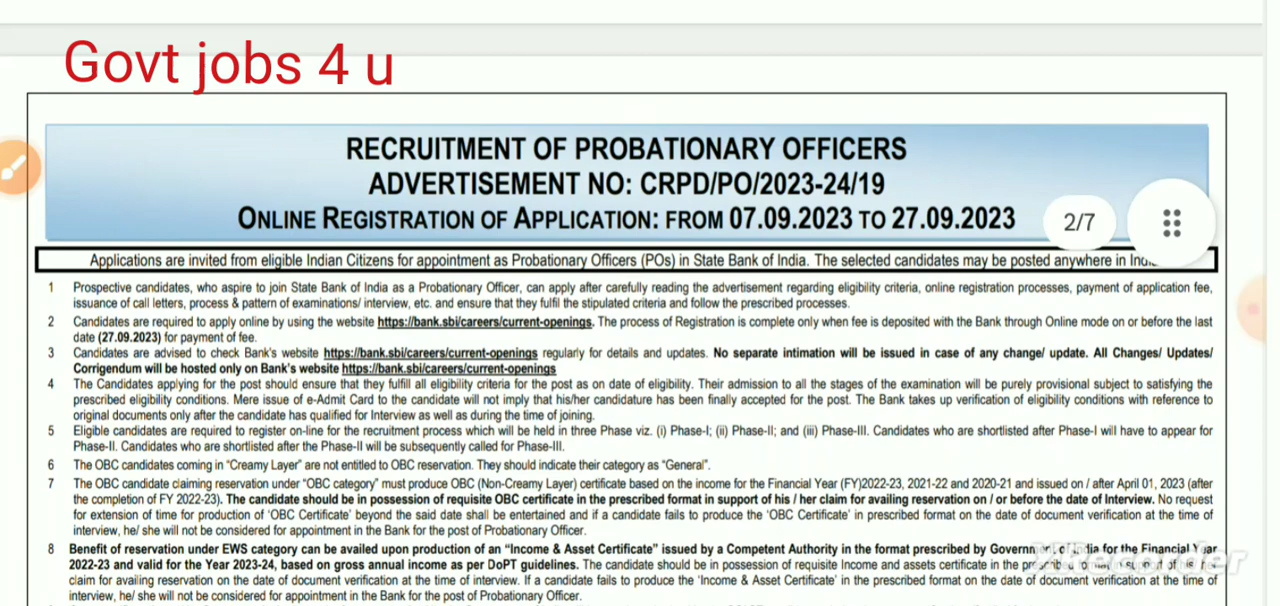 Govt jobs 4 u
RECRUITMENT OF PROBATIONARY OFFICERS
ADVERTISEMENT NO: CRPD/PO/2023-24/19
ONLINE REGISTRATION OF APPLICATION: FROM 07.09.2023 TO 27.09.2023
2/7
Applications are invited from eligible Indian Citizens for appointment as Probationary Officers (POs) in State Bank of India. The selected candidates may be posted anywhere in
1 Prospective candidates, who aspire to join State Bank of India as a Probationary Officer, can apply after carefully reading the advertisement regarding eligibility criteria, online registration processes, payment of application fee,
issuance of call letters, process & pattern of examinations/ interview, etc. and ensure that they fulfil the stipulated criteria and follow the prescribed processes.
2 Candidates are required to apply online by using the website https://bank.sbi/careers/current-openings. The process of Registration is complete only when fee is deposited with the Bank through Online mode on or before the last
date (27.09.2023) for payment of fee.
3 Candidates are advised to check Bank's website https://bank.sbi/careers/current-openings regularly for details and updates. No separate intimation will be issued in case of any change/ update. All Changes/ Updates/
Corrigendum will be hosted only on Bank's website https://bank.sbi/careers/current-openings
4 The Candidates applying for the post should ensure that they fulfill all eligibility criteria for the post as on date of eligibility. Their admission to all the stages of the examination will be purely provisional subject to satisfying the
prescribed eligibility conditions. Mere issue of e-Admit Card to the candidate will not imply that his/her candidature has been finally accepted for the post. The Bank takes up verification of eligibility conditions with reference to
original documents only after the candidate has qualified for Interview as well as during the time of joining.
5 Eligible candidates are required to register on-line for the recruitment process which will be held in three Phase viz. (i) Phase-I; (ii) Phase-II; and (iii) Phase-III. Candidates who are shortlisted after Phase-I will have to appear for
Phase-II. Candidates who are shortlisted after the Phase-II will be subsequently called for Phase-III.
6 The OBC candidates coming in "Creamy Layer" are not entitled to OBC reservation. They should indicate their category as "General".
7 The OBC candidates claiming reservation under "OBC category" must produce OBC (Non-Creamy Layer) certificate based on the income for the Financial Year (FY)2022-23, 2021-22 and 2020-21 and issued on / after April 01, 2023 (after
the completion of FY 2022-23). The candidate should be in possession of requisite OBC certificate in the prescribed format in support of his / her claim for availing reservation on / or before the date of Interview. No request
for extension of time for production of 'OBC Certificate' beyond the said date shall be entertained and if a candidate fails to produce the 'OBC Certificate' in prescribed format on the date of document verification at the time of
interview, he/ she will not be considered for appointment in the Bank for the post of Probationary Officer.
8 Benefit of reservation under EWS category can be availed upon production of an "Income & Asset Certificate" issued by a Competent Authority in the format prescribed by Government of India for the Financial Year
2022-23 and valid for the Year 2023-24, based on gross annual income as per DoPT guidelines. The candidate should be in possession of requisite Income and assets certificate in the prescribed format in support of his/her
claim for availing reservation on the date of document verification at the time of interview. If a candidate fails to produce the 'Income & Asset Certificate' in the prescribed format on the date of document verification at the time of
interview, he/ she will not be considered for appointment in the Bank for the post of Probationary Officer.